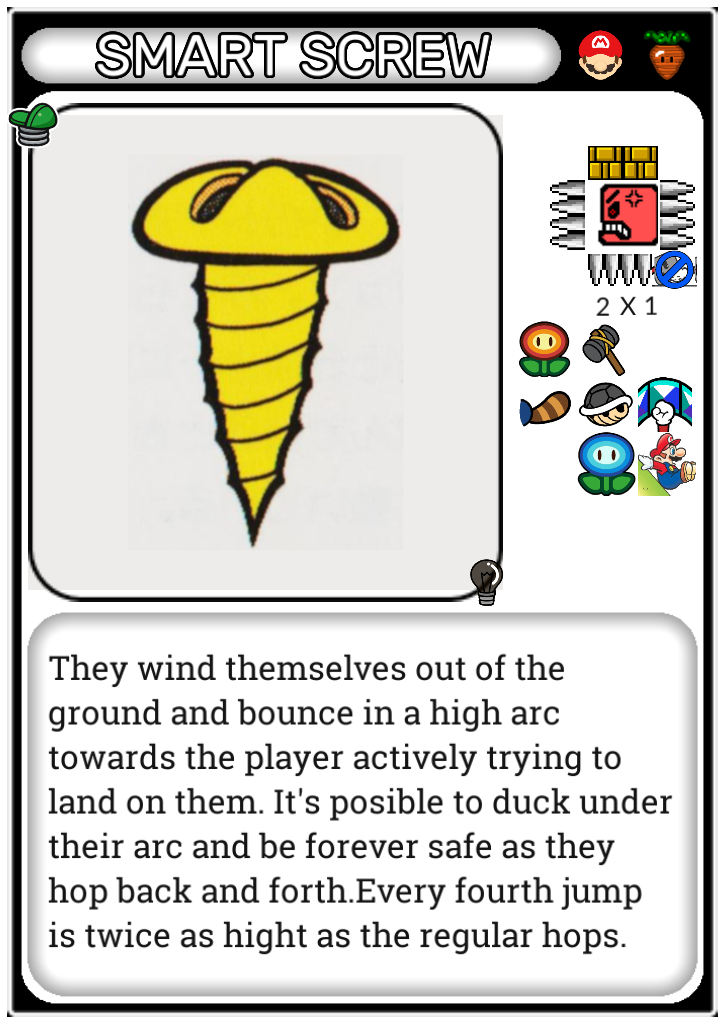 SMART SCREW
2 X 1
They wind themselves out of the
ground and bounce in a high arc
towards the player actively trying to
land on them. It's posible to duck under
their arc and be forever safe as they
hop back and forth.Every fourth jump
is twice as hight as the regular hops.